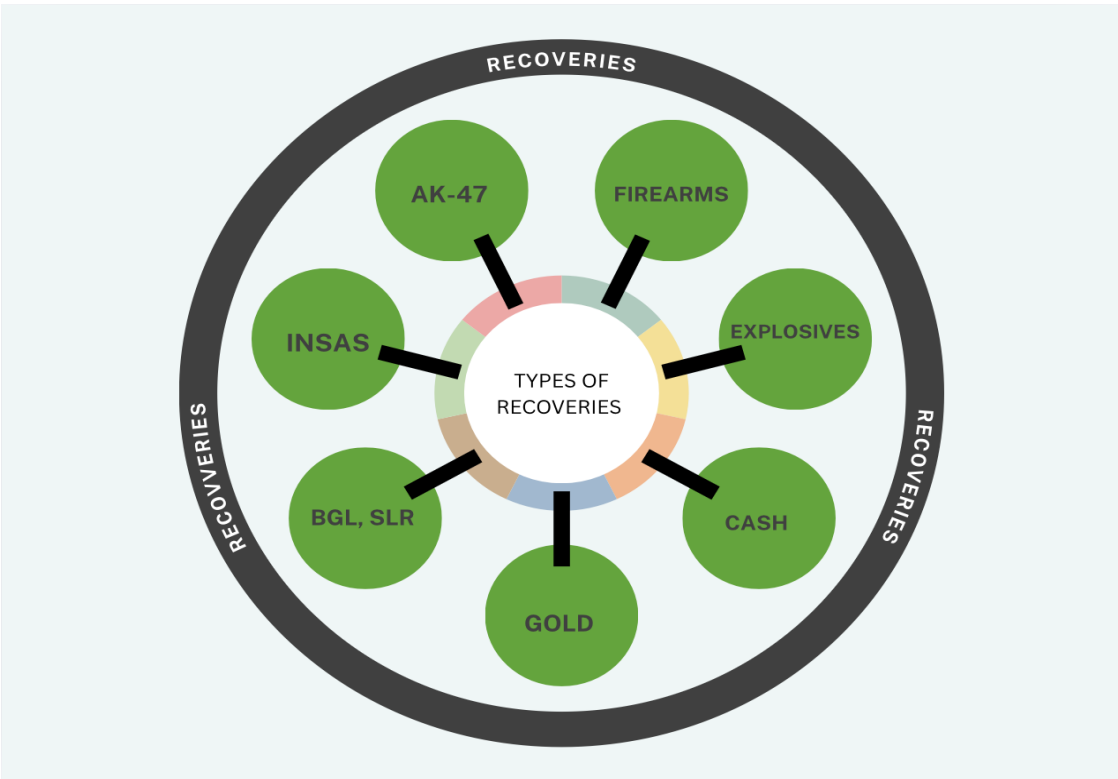 RECOVERIES
AK-47
FIREARMS
INSAS
EXPLOSIVES
TYPES OF
RECOVERIES
BGL, SLR
CASH
GOLD
RECOVVERIES
RECOVERIES